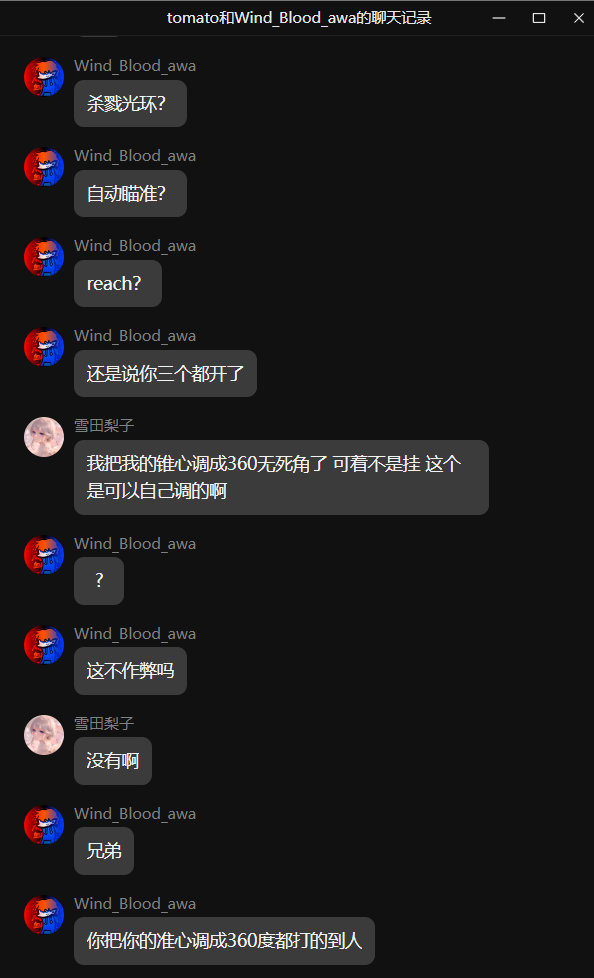 tomato和Wind_Blood_awa的聊天记录
Wind_Blood_awa
杀戮光环？
Wind_Blood_awa
自动瞄准？
Wind_Blood_awa
reach？
Wind_Blood_awa
还是说你三个都开了
雪田梨子
我把我的锥心调成360无死角了 可着不是挂 这个
是可以自己调的啊
Wind_Blood_awa
？
Wind_Blood_awa
这不作弊吗
雪田梨子
没有啊
Wind_Blood_awa
兄弟
Wind_Blood_awa
你把你的准心调成360度都打的到人